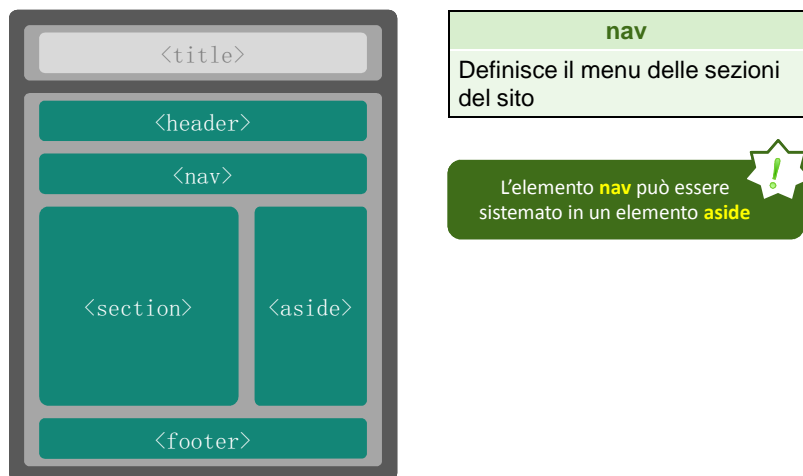 <title>
<header>
<nav>
<section>
<aside>
<footer>
nav
Definisce il menu delle sezioni
del sito
!
L'elemento nav può essere
sistemato in un elemento aside